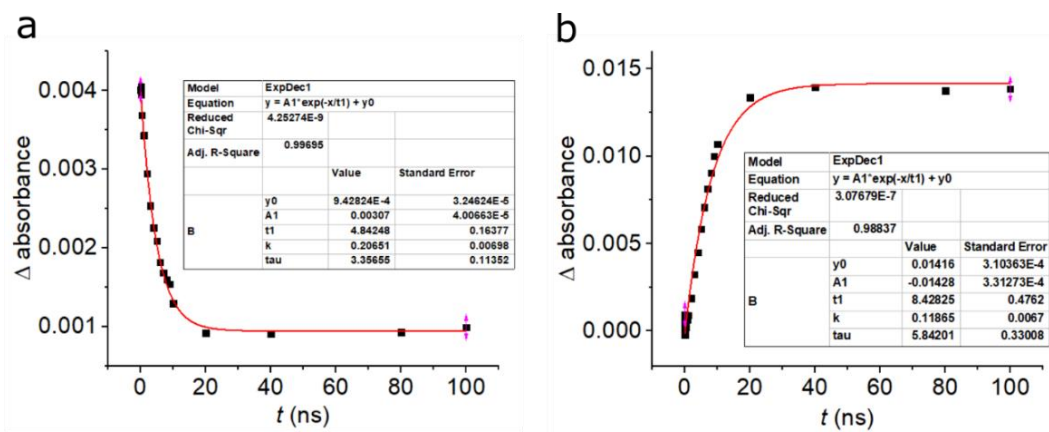 a
Δ absorbance
0.004
0.003
0.002
0.001
0 20 40 60 80 100
t (ns)
Model ExpDec1
Equation y = A1*exp(-x/t1) + y0
Reduced Chi-Sqr 4.25274E-9
Adj. R-Square 0.99695
Value Standard Error
B
y0 9.42824E-4 3.24624E-5
A1 0.00307 4.00663E-5
t1 4.84248 0.16377
k 0.20651 0.00698
tau 3.35655 0.11352
b
Δ absorbance
0.015
0.010
0.005
0.000
0 20 40 60 80 100
t (ns)
Model ExpDec1
Equation y = A1*exp(-x/t1) + y0
Reduced Chi-Sqr 3.07679E-7
Adj. R-Square 0.98837
Value Standard Error
B
y0 0.01416 3.10363E-4
A1 -0.01428 3.31273E-4
t1 8.42825 0.4762
k 0.11865 0.0067
tau 5.84201 0.33008